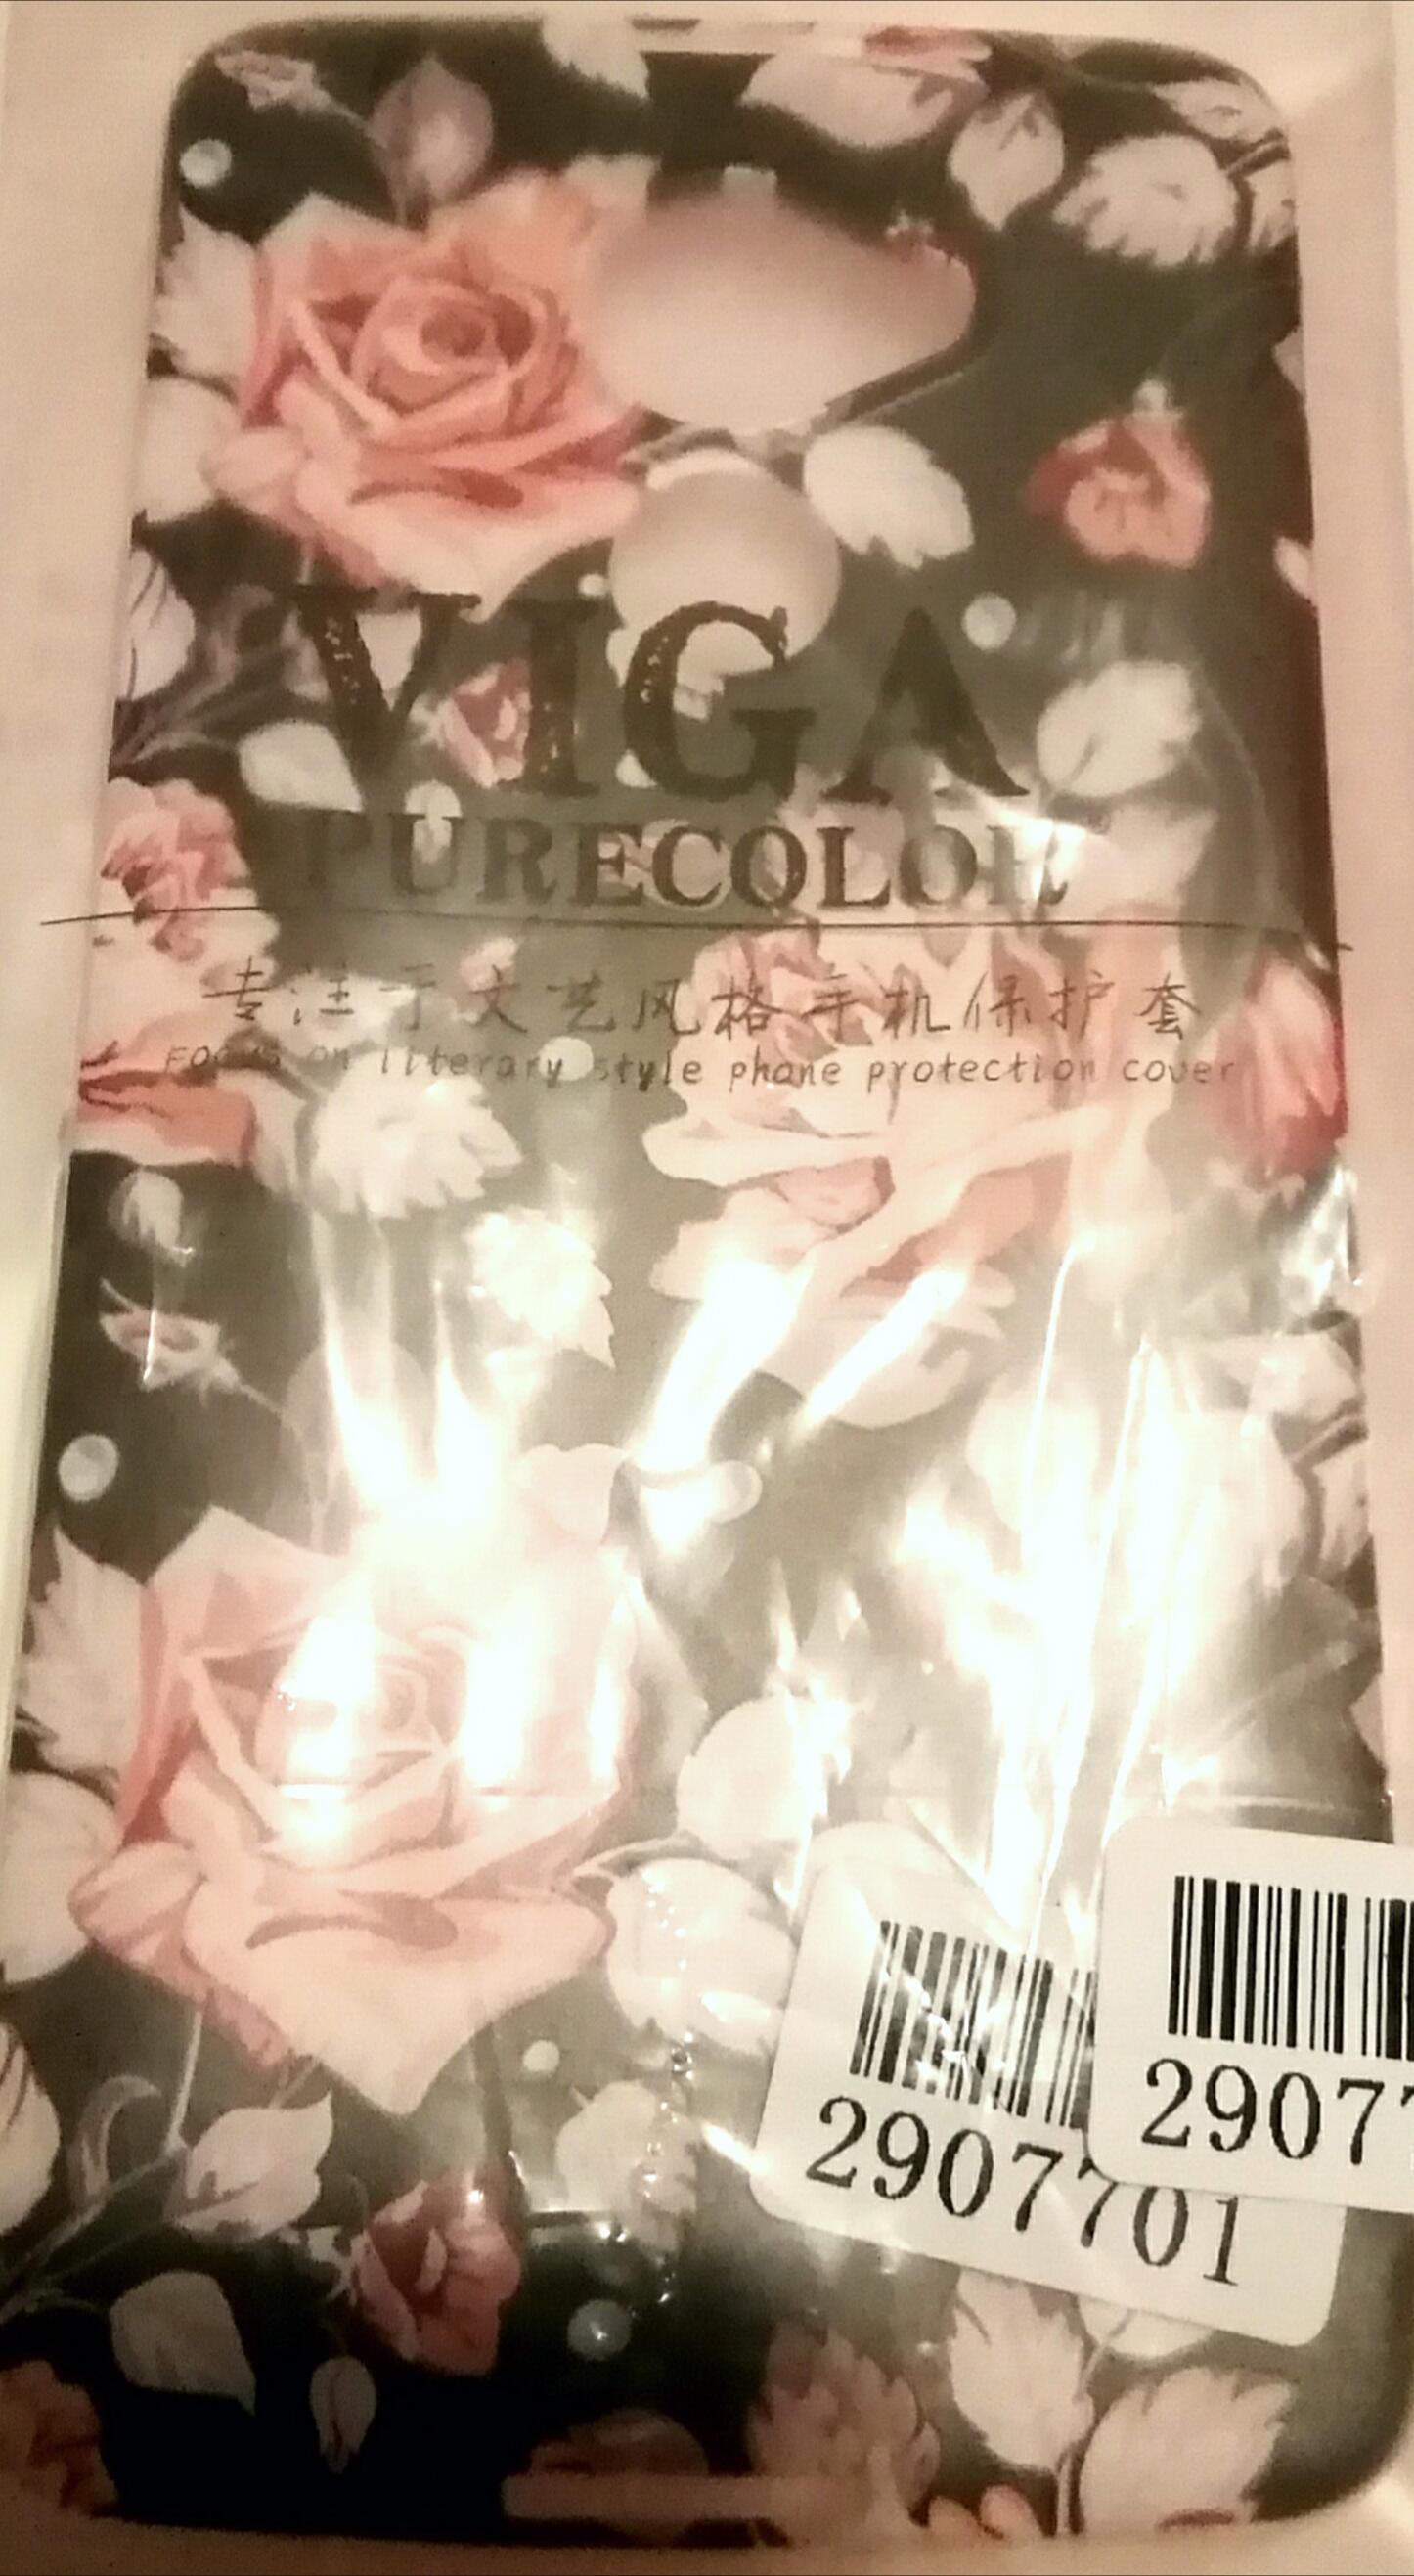 VIGA
PURECOLOR
专注于文艺风格手机保护套
Focus on literary style phone protection cover
2907701
29077